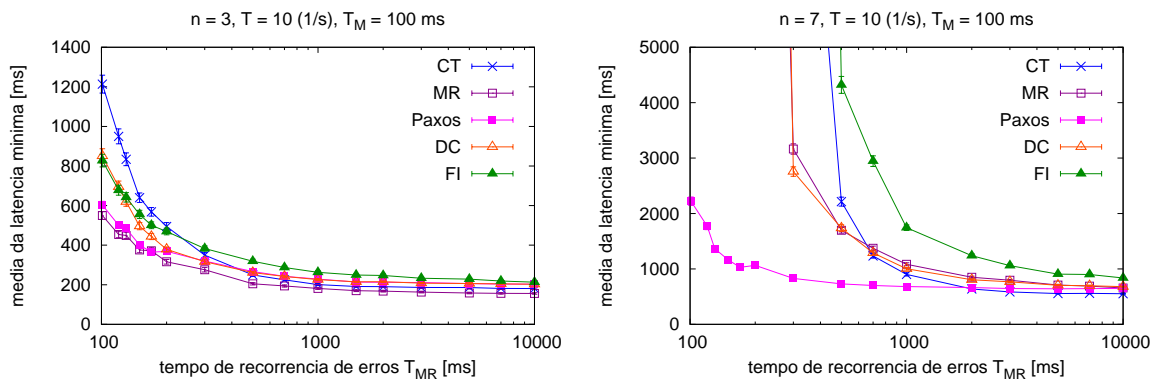 n = 3, T = 10 (1/s), T_M = 100 ms
media da latencia minima [ms]
1400
1200
1000
800
600
400
200
0
CT
MR
Paxos
DC
FI
100
1000
10000
tempo de recorrencia de erros T_MR [ms]
n = 7, T = 10 (1/s), T_M = 100 ms
media da latencia minima [ms]
5000
4000
3000
2000
1000
0
CT
MR
Paxos
DC
FI
100
1000
10000
tempo de recorrencia de erros T_MR [ms]